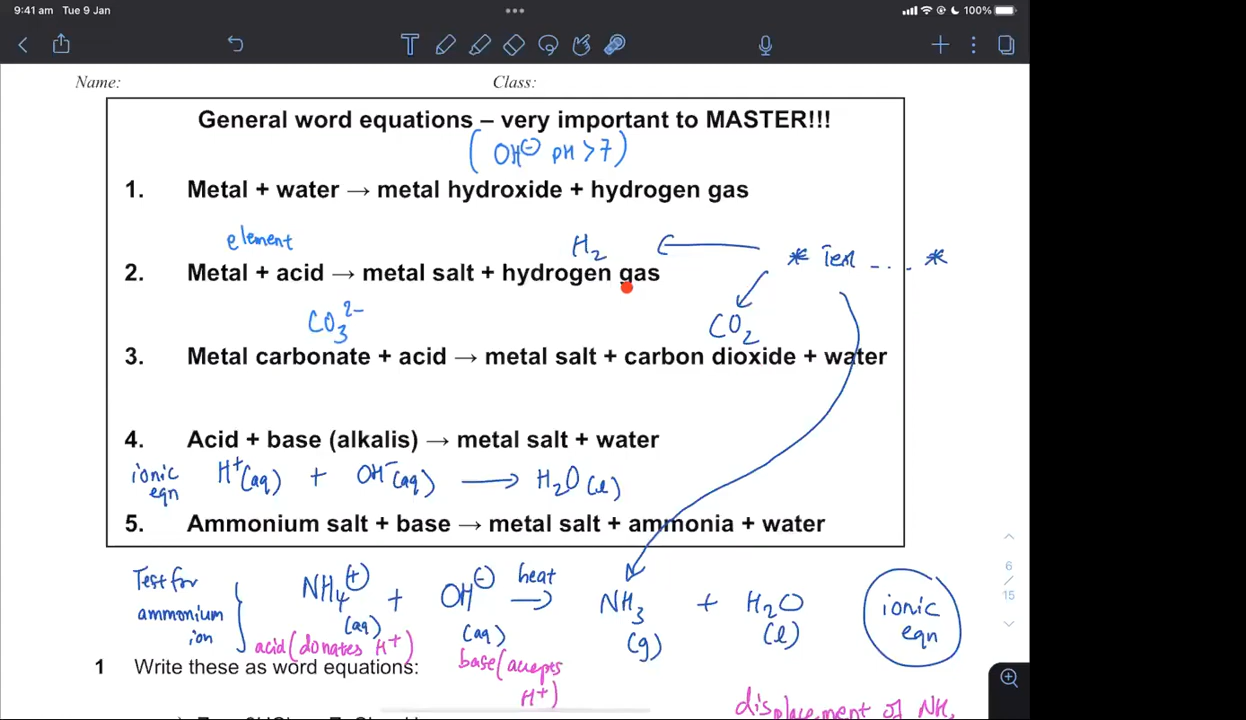 9:41 am Tue 9 Jan
100%
Name: Class:
General word equations – very important to MASTER!!!
( OH⊖ pH > 7)
1. Metal + water → metal hydroxide + hydrogen gas
element H₂ * Test .... *
2. Metal + acid → metal salt + hydrogen gas
CO₃²⁻ CO₂
3. Metal carbonate + acid → metal salt + carbon dioxide + water
4. Acid + base (alkalis) → metal salt + water
ionic eqn H⁺(aq) + OH⁻(aq) → H₂O (l)
5. Ammonium salt + base → metal salt + ammonia + water
Test for ammonium ion } NH₄⊕ + OH⊖ heat → NH₃ + H₂O ionic eqn
(aq) (aq) (g) (l)
acid (donates H⁺) base (accepts H⁺)
1 Write these as word equations:
displacement of NH₃
6 / 15